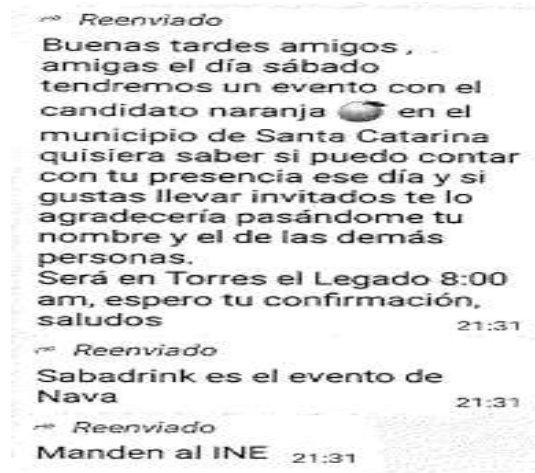 Reenviado
Buenas tardes amigos, .
amigas el día sábado
tendremos un evento con el
candidato naranja 🍊 en el
municipio de Santa Catarina
quisiera saber si puedo contar
con tu presencia ese día y si
gustas llevar invitados te lo
agradecería pasándome tu
nombre y el de las demás
personas.
Será en Torres el Legado 8:00
am, espero tu confirmación,
saludos 21:31
Reenviado
Sabadrink es el evento de
Nava 21:31
Reenviado
Manden al INE 21:31